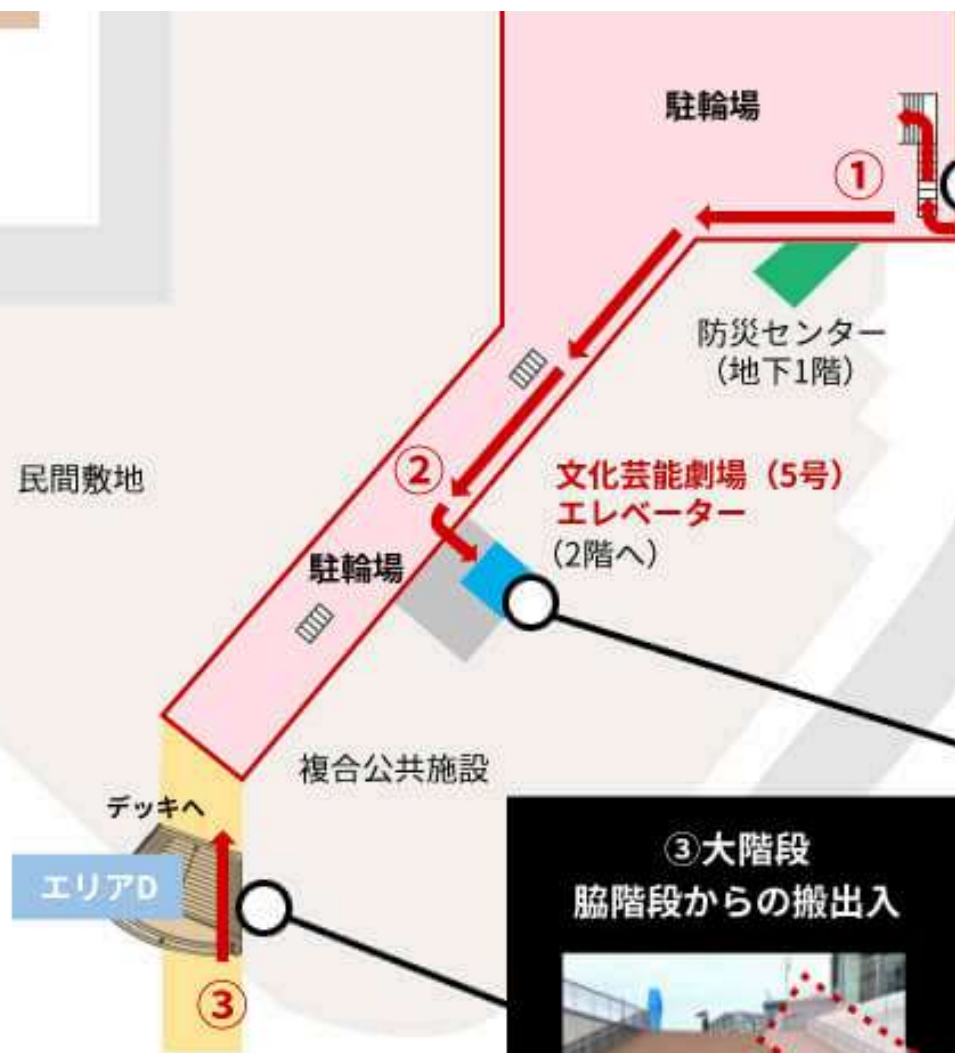 駐輪場
①
防災センター
(地下1階)
民間敷地
②
文化芸能劇場(5号)
エレベーター
(2階へ)
駐輪場
複合公共施設
デッキへ
エリアD
③
③大階段
脇階段からの搬出入